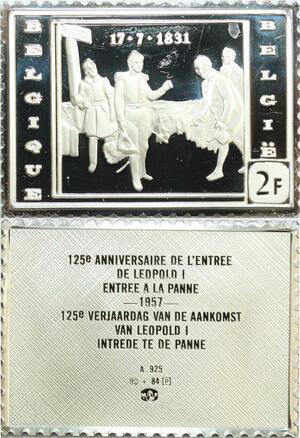 17·7·1831
BELGIQUE
BELGIË
2F
125e ANNIVERSAIRE DE L'ENTREE
DE LEOPOLD I
ENTREE A LA PANNE
—1957—
125e VERJAARDAG VAN DE AANKOMST
VAN LEOPOLD I
INTREDE TE DE PANNE
A. 925
© + 84 [P]